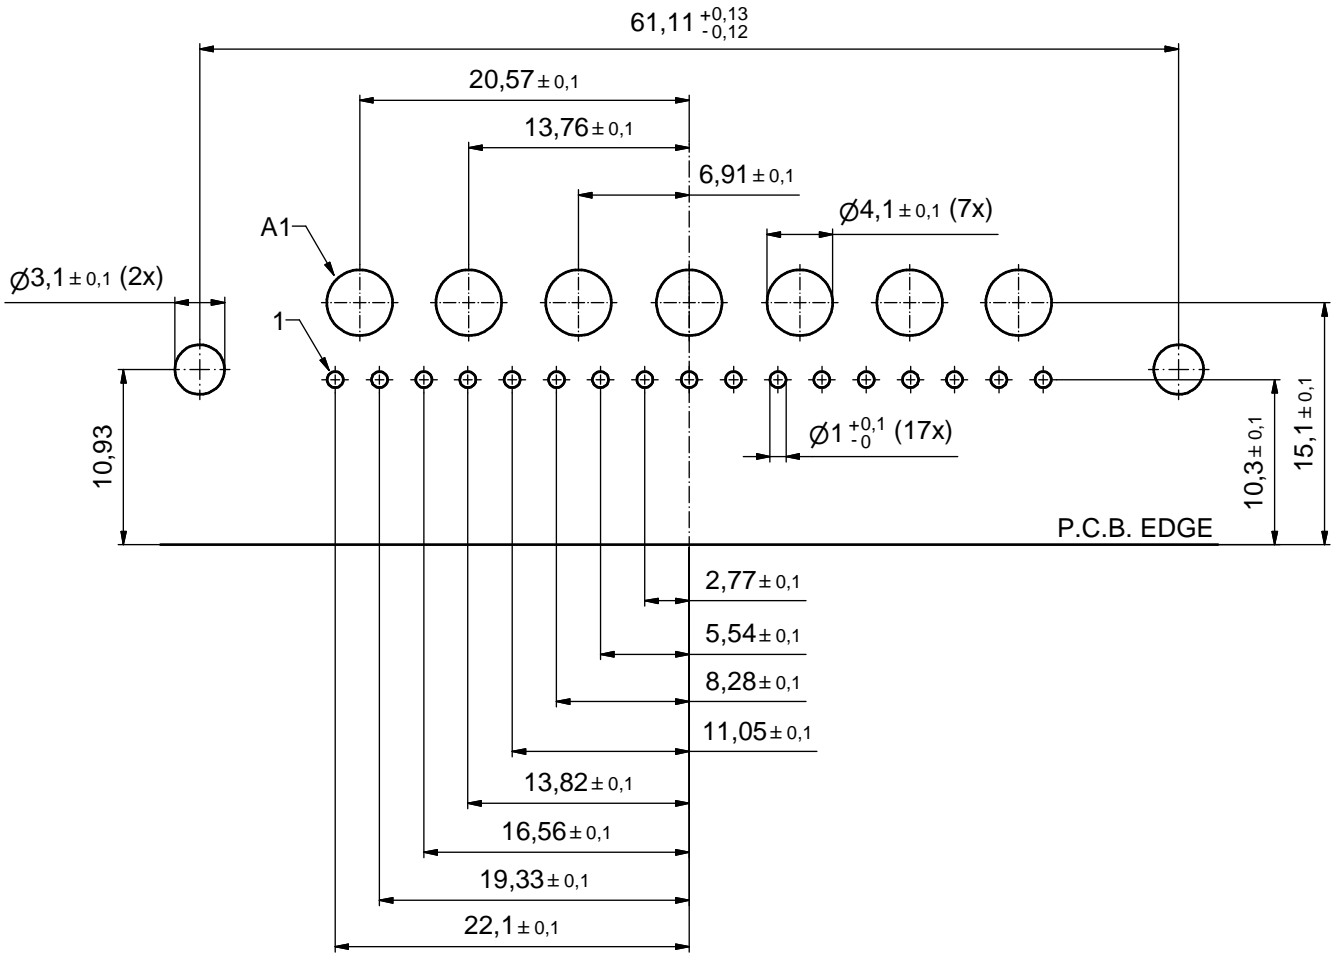 61,11 +0,13 -0,12
20,57 ± 0,1
13,76 ± 0,1
6,91 ± 0,1
Ø4,1 ± 0,1 (7x)
A1
Ø3,1 ± 0,1 (2x)
1
10,93
Ø1 +0,1 -0 (17x)
10,3 ± 0,1
15,1 ± 0,1
P.C.B. EDGE
2,77 ± 0,1
5,54 ± 0,1
8,28 ± 0,1
11,05 ± 0,1
13,82 ± 0,1
16,56 ± 0,1
19,33 ± 0,1
22,1 ± 0,1